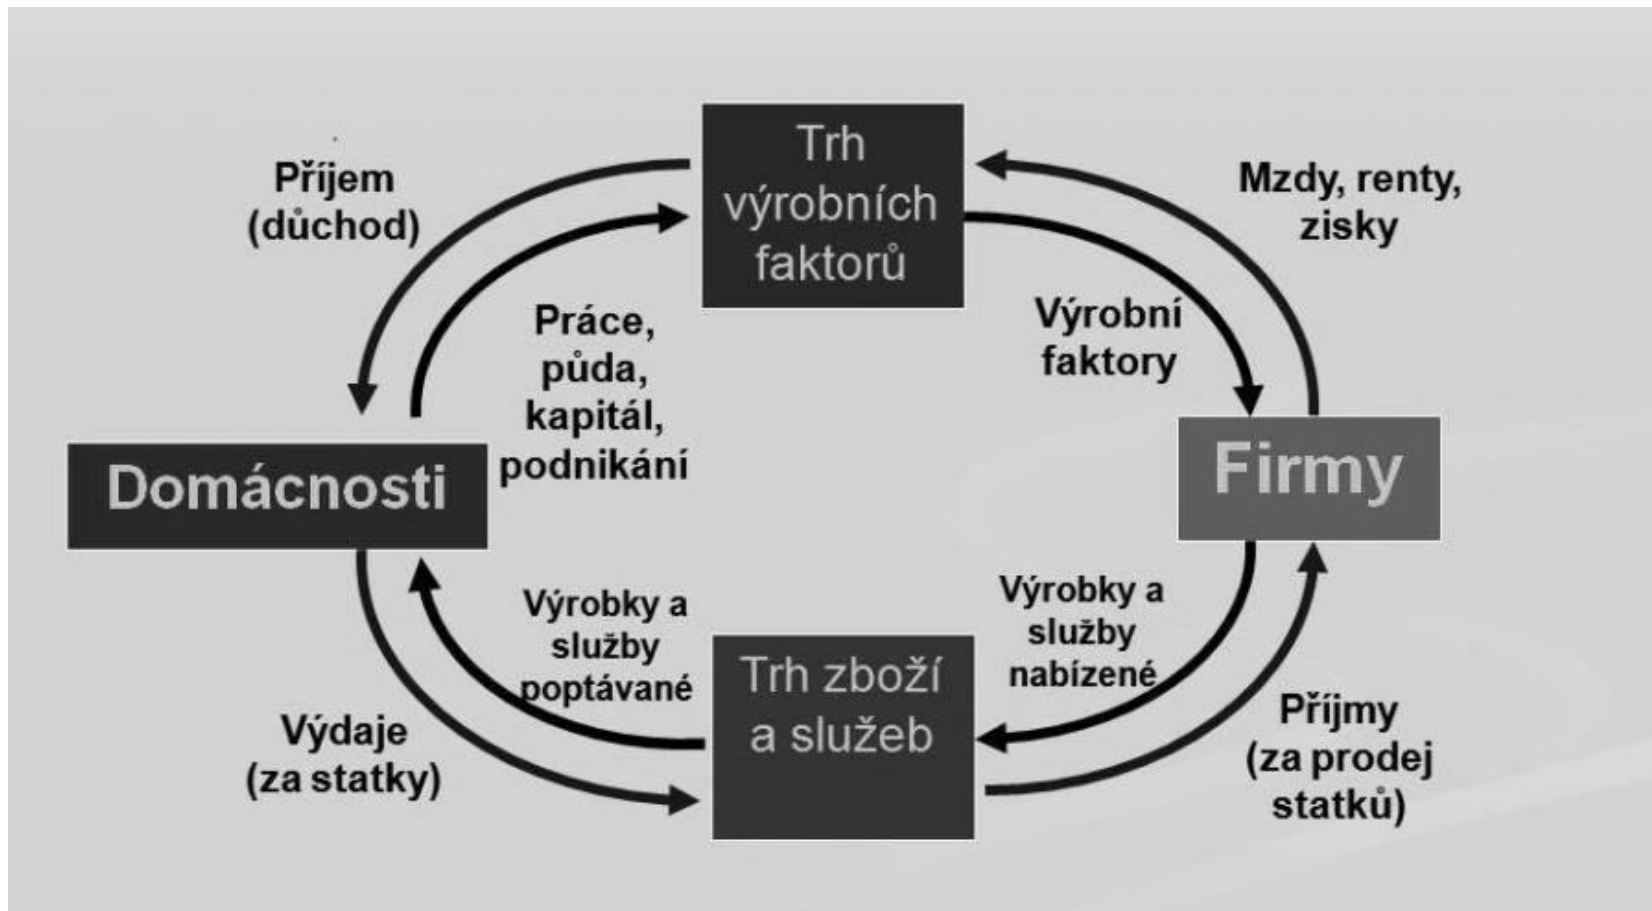 Trh
výrobních
faktorů
Příjem
(důchod)
Mzdy, renty,
zisky
Práce,
půda,
kapitál,
podnikání
Výrobní
faktory
Domácnosti
Firmy
Výrobky a
služby
poptávané
Výrobky a
služby
nabízené
Trh zboží
a služeb
Výdaje
(za statky)
Příjmy
(za prodej
statků)